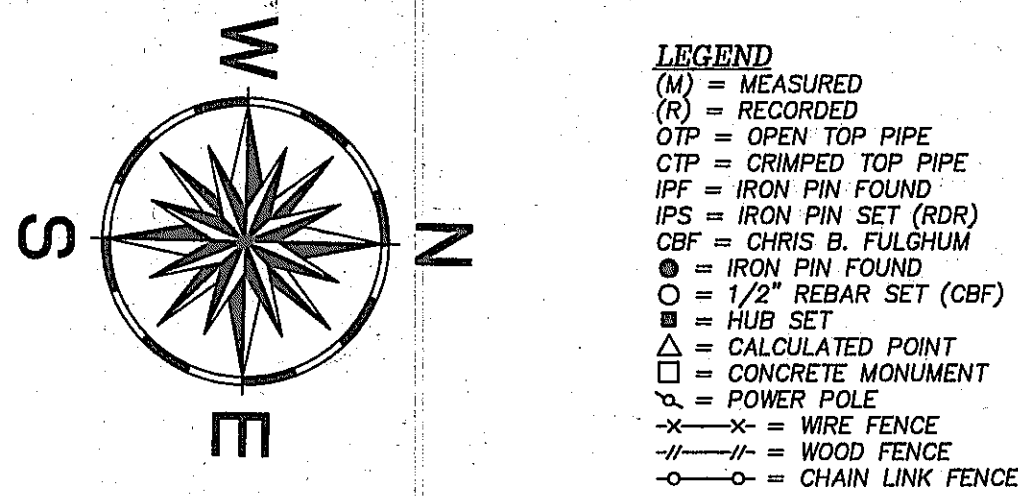 W
S
N
E
LEGEND
(M) = MEASURED
(R) = RECORDED
OTP = OPEN TOP PIPE
CTP = CRIMPED TOP PIPE
IPF = IRON PIN FOUND
IPS = IRON PIN SET (RDR)
CBF = CHRIS B. FULGHUM
● = IRON PIN FOUND
○ = 1/2" REBAR SET (CBF)
■ = HUB SET
△ = CALCULATED POINT
□ = CONCRETE MONUMENT
= POWER POLE
-X——X- = WIRE FENCE
-//——//- = WOOD FENCE
-O——O- = CHAIN LINK FENCE